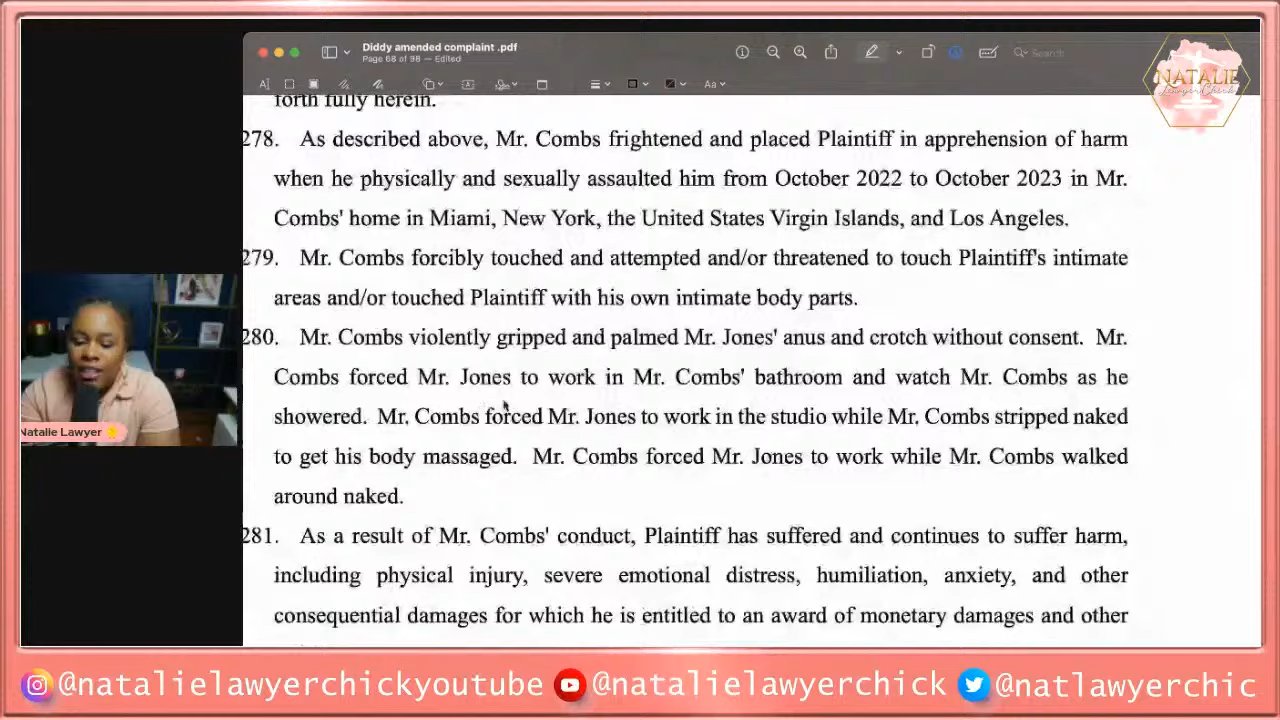 Diddy amended complaint .pdf
Page 68 of 98 — Edited
Search
NATALIE
LawyerChick
forth fully herein.
278. As described above, Mr. Combs frightened and placed Plaintiff in apprehension of harm
when he physically and sexually assaulted him from October 2022 to October 2023 in Mr.
Combs' home in Miami, New York, the United States Virgin Islands, and Los Angeles.
279. Mr. Combs forcibly touched and attempted and/or threatened to touch Plaintiff's intimate
areas and/or touched Plaintiff with his own intimate body parts.
280. Mr. Combs violently gripped and palmed Mr. Jones' anus and crotch without consent. Mr.
Combs forced Mr. Jones to work in Mr. Combs' bathroom and watch Mr. Combs as he
showered. Mr. Combs forced Mr. Jones to work in the studio while Mr. Combs stripped naked
to get his body massaged. Mr. Combs forced Mr. Jones to work while Mr. Combs walked
around naked.
281. As a result of Mr. Combs' conduct, Plaintiff has suffered and continues to suffer harm,
including physical injury, severe emotional distress, humiliation, anxiety, and other
consequential damages for which he is entitled to an award of monetary damages and other
Natalie Lawyer
@natalielawyerchickyoutube
@natalielawyerchick
@natlawyerchic